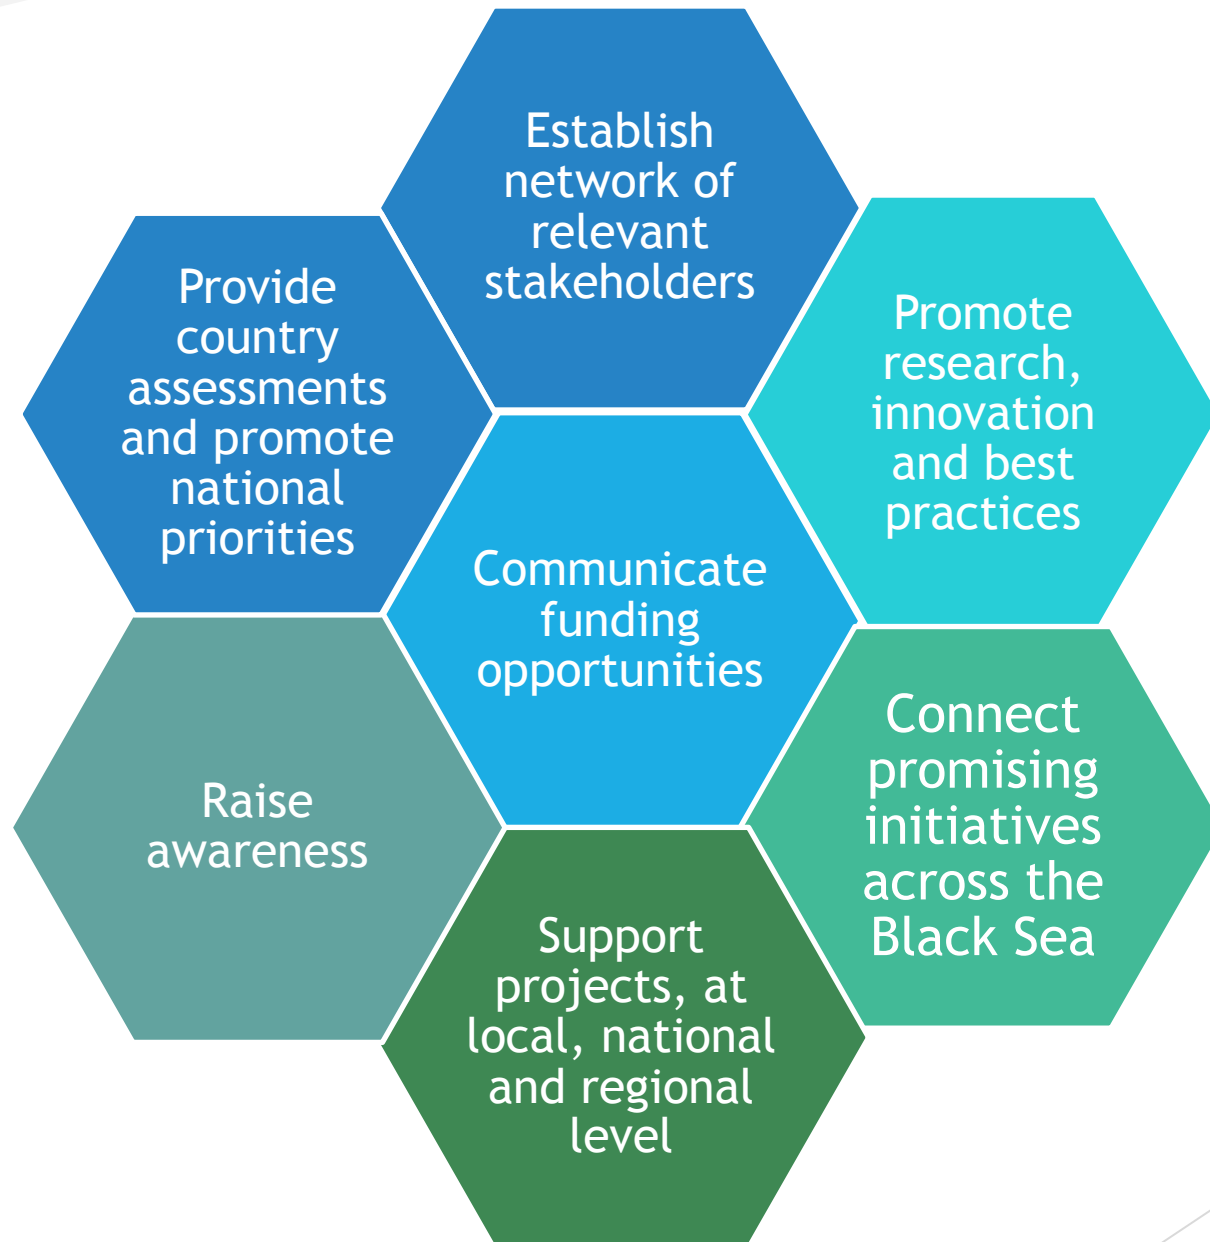 Establish
network of
relevant
stakeholders
Provide
country
assessments
and promote
national
priorities
Promote
research,
innovation
and best
practices
Communicate
funding
opportunities
Connect
promising
initiatives
across the
Black Sea
Raise
awareness
Support
projects, at
local, national
and regional
level